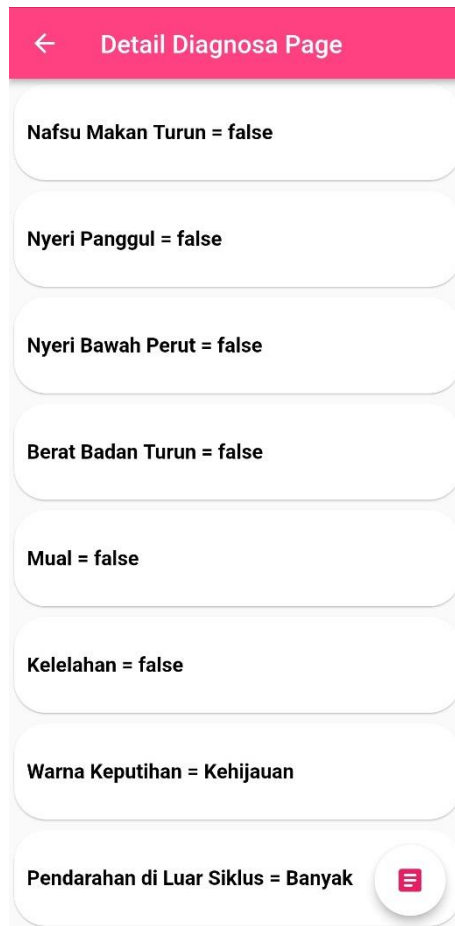 Detail Diagnosa Page
Nafsu Makan Turun = false
Nyeri Panggul = false
Nyeri Bawah Perut = false
Berat Badan Turun = false
Mual = false
Kelelahan = false
Warna Keputihan = Kehijauan
Pendarahan di Luar Siklus = Banyak